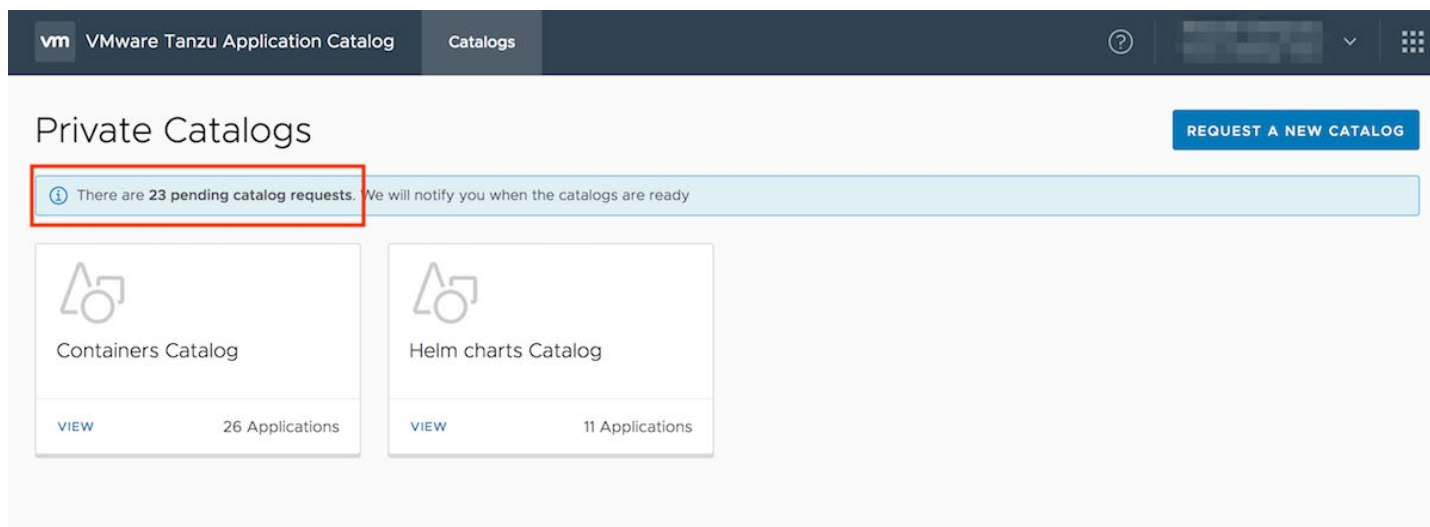 vm VMware Tanzu Application Catalog Catalogs ?
Private Catalogs
REQUEST A NEW CATALOG
i There are 23 pending catalog requests. We will notify you when the catalogs are ready
Containers Catalog
Helm charts Catalog
VIEW 26 Applications
VIEW 11 Applications